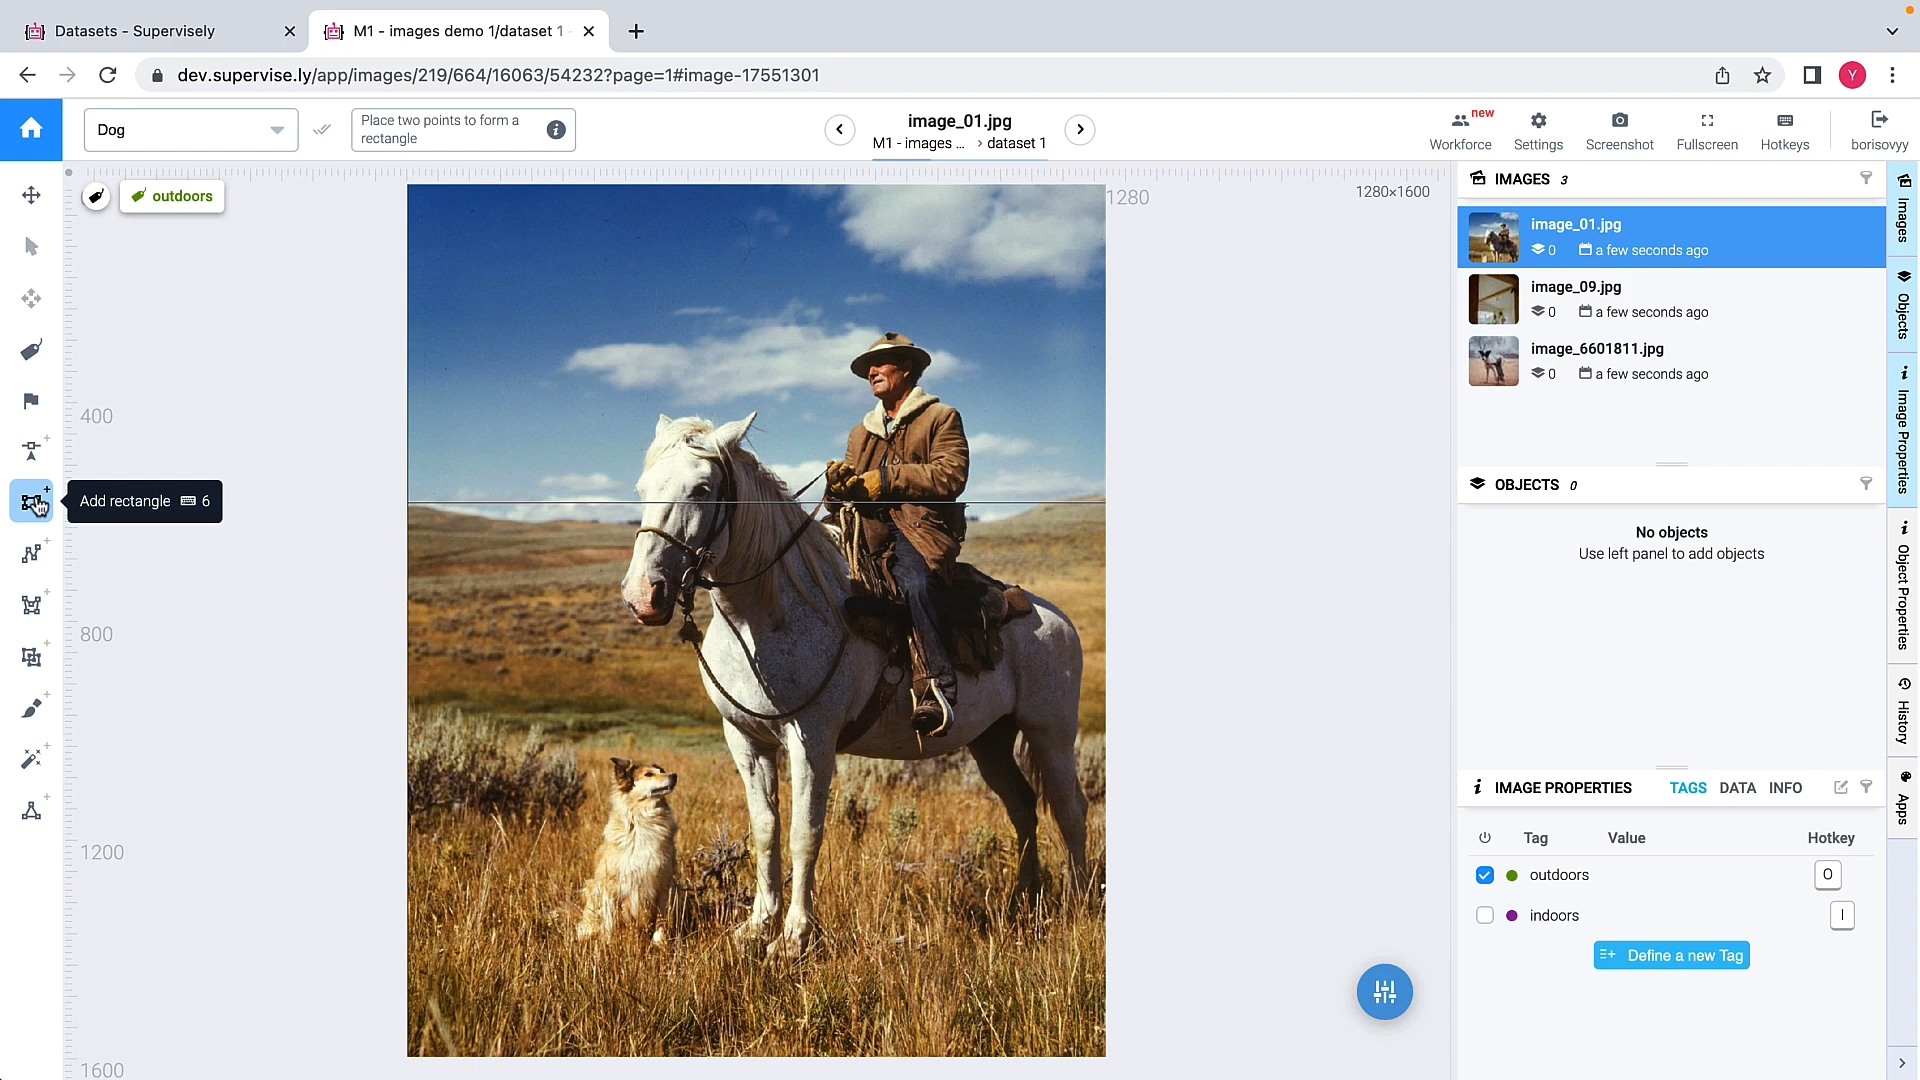 Datasets - Supervisely
M1 - images demo 1/dataset 1
dev.supervise.ly/app/images/219/664/16063/54232?page=1#image-17551301
Y
Dog
Place two points to form a
rectangle
image_01.jpg
M1 - images ... › dataset 1
new
Workforce
Settings
Screenshot
Fullscreen
Hotkeys
borisovyy
outdoors
1280
1280×1600
400
800
1200
1600
Add rectangle 6
IMAGES 3
image_01.jpg
0 a few seconds ago
image_09.jpg
0 a few seconds ago
image_6601811.jpg
0 a few seconds ago
OBJECTS 0
No objects
Use left panel to add objects
IMAGE PROPERTIES TAGS DATA INFO
Tag Value Hotkey
outdoors O
indoors I
Define a new Tag
Images
Objects
Image Properties
Object Properties
History
Apps